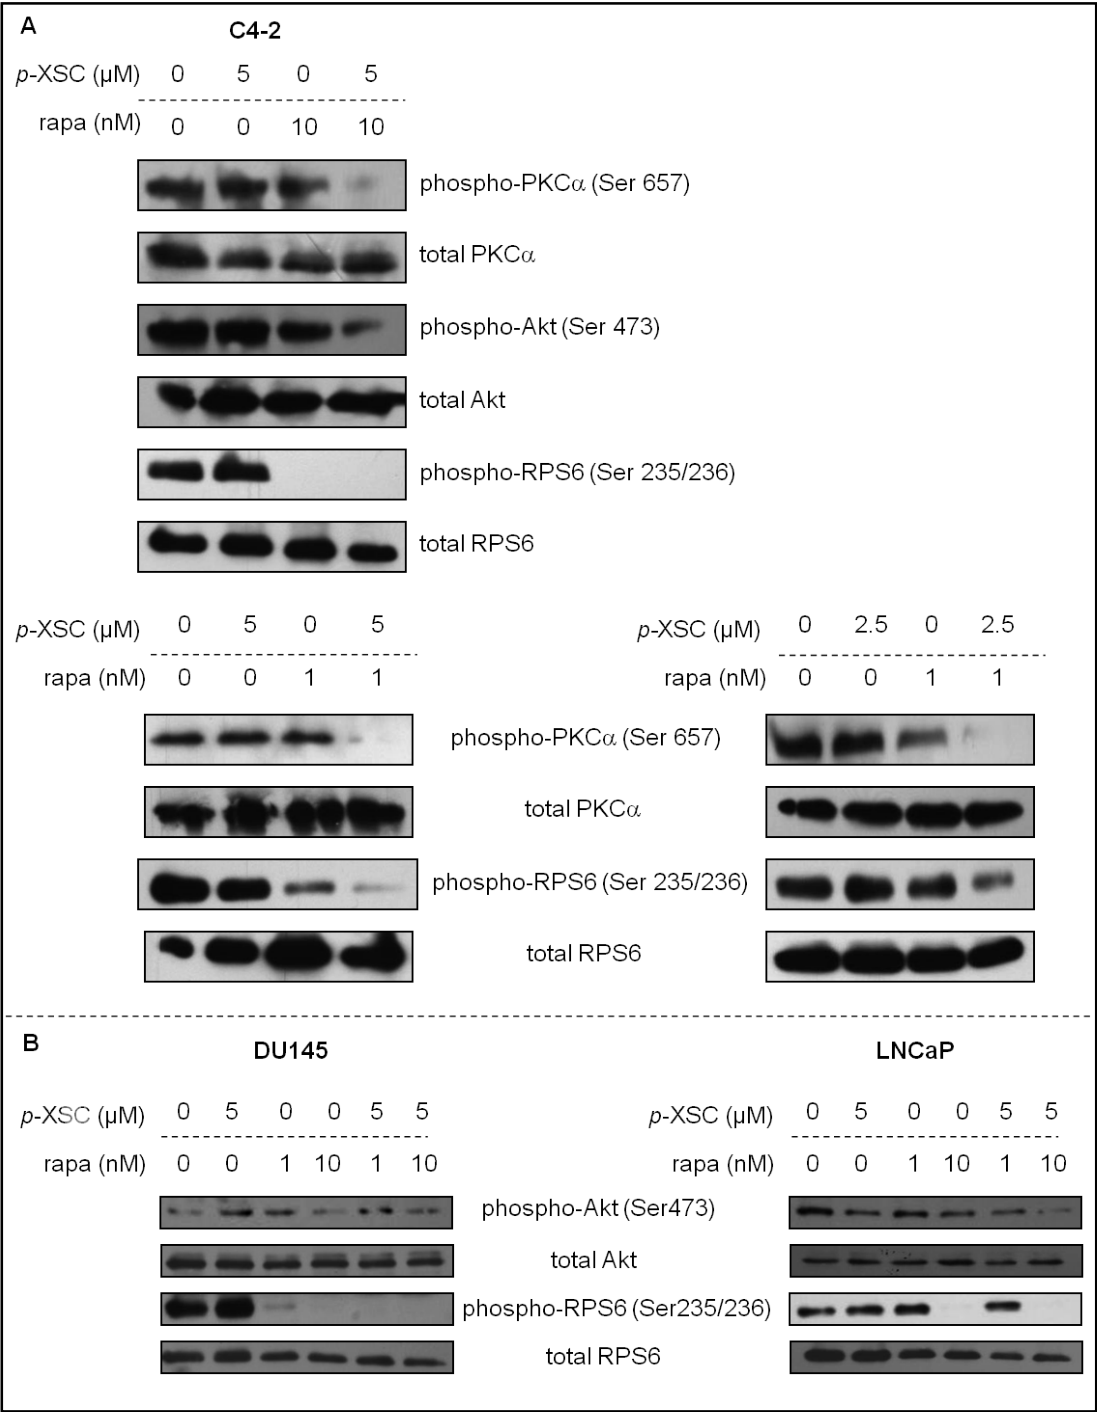 A
C4-2
p-XSC (µM) 0 5 0 5
rapa (nM) 0 0 10 10
phospho-PKCα (Ser 657)
total PKCα
phospho-Akt (Ser 473)
total Akt
phospho-RPS6 (Ser 235/236)
total RPS6
p-XSC (µM) 0 5 0 5 p-XSC (µM) 0 2.5 0 2.5
rapa (nM) 0 0 1 1 rapa (nM) 0 0 1 1
phospho-PKCα (Ser 657)
total PKCα
phospho-RPS6 (Ser 235/236)
total RPS6
B
DU145 LNCaP
p-XSC (µM) 0 5 0 0 5 5 p-XSC (µM) 0 5 0 0 5 5
rapa (nM) 0 0 1 10 1 10 rapa (nM) 0 0 1 10 1 10
phospho-Akt (Ser473)
total Akt
phospho-RPS6 (Ser235/236)
total RPS6